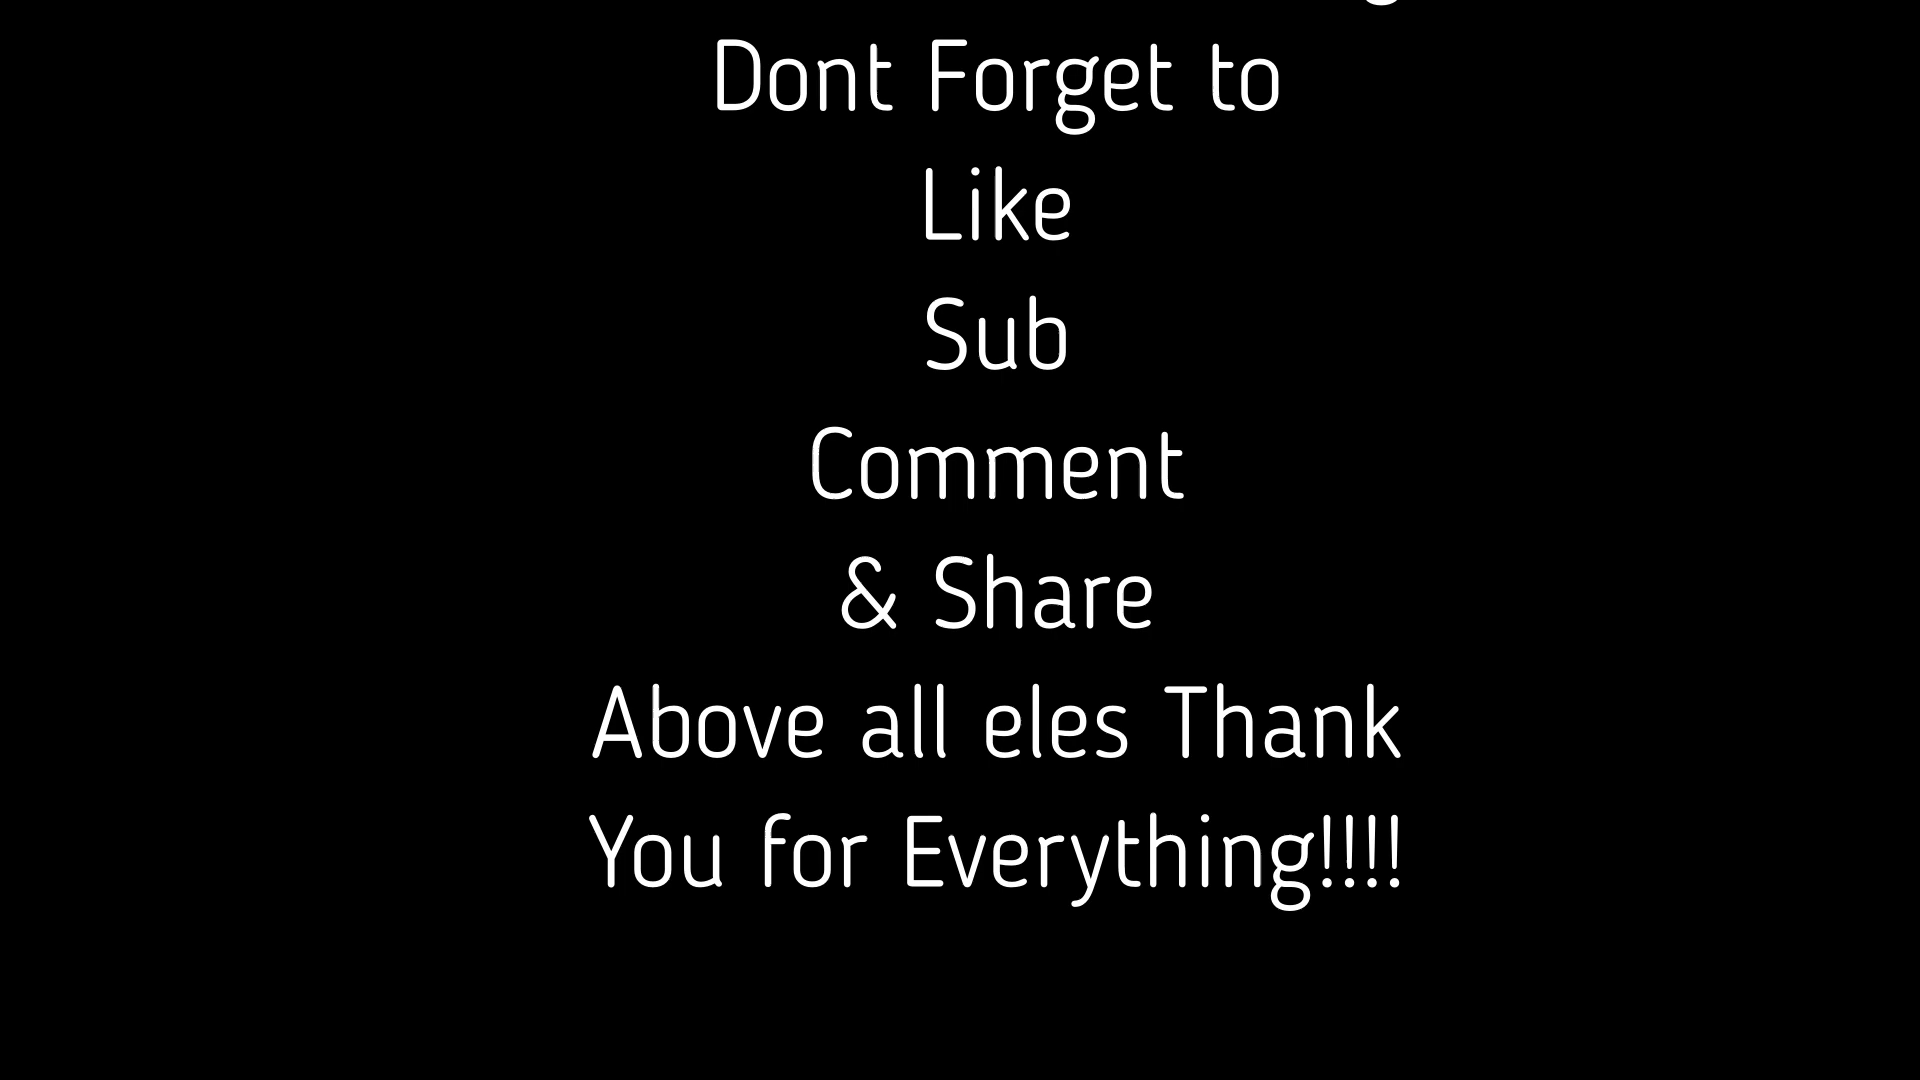 Dont Forget to
Like
Sub
Comment
& Share
Above all eles Thank
You for Everything!!!!